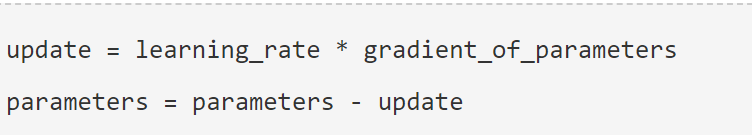 update = learning_rate * gradient_of_parameters
parameters = parameters - update